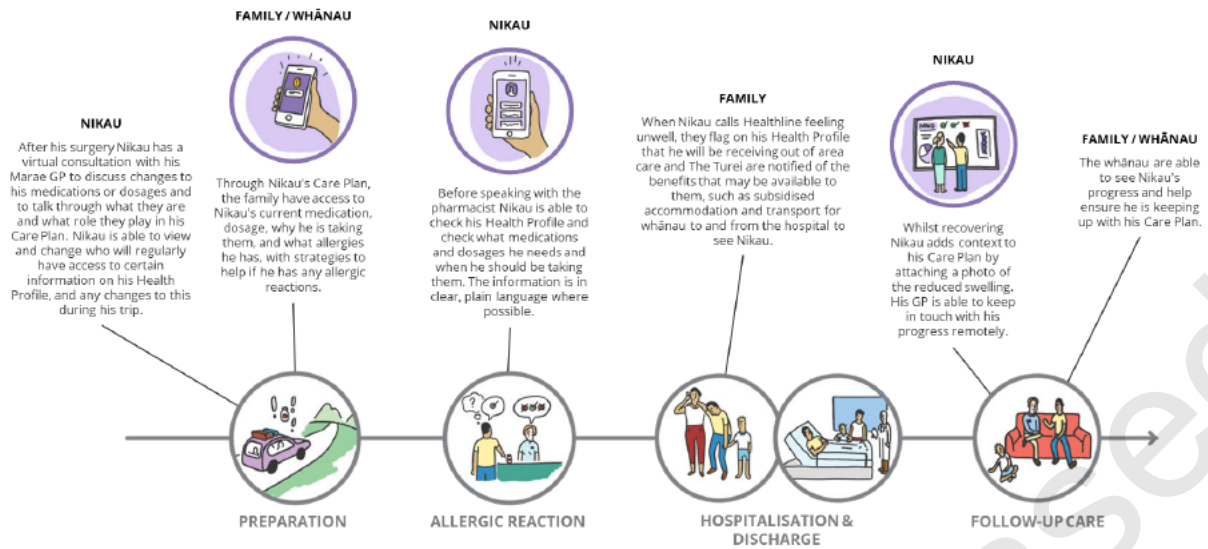 NIKAU
After his surgery Nikau has a
virtual consultation with his
Marae GP to discuss changes to
his medications or dosages and
to talk through what they are
and what role they play in his
Care Plan. Nikau is able to view
and change who will regularly
have access to certain
information on his Health
Profile, and any changes to this
during his trip.
FAMILY / WHĀNAU
Through Nikau's Care Plan,
the family have access to
Nikau's current medication,
dosage, why he is taking
them, and what allergies
he has, with strategies to
help if he has any allergic
reactions.
NIKAU
Before speaking with the
pharmacist Nikau is able to
check his Health Profile and
check what medications
and dosages he needs and
when he should be taking
them. The information is in
clear, plain language where
possible.
FAMILY
When Nikau calls Healthline feeling
unwell, they flag on his Health Profile
that he will be receiving out of area
care and The Turei are notified of the
benefits that may be available to
them, such as subsidised
accommodation and transport for
whānau to and from the hospital to
see Nikau.
NIKAU
Whilst recovering
Nikau adds context to
his Care Plan by
attaching a photo of
the reduced swelling.
His GP is able to keep
in touch with his
progress remotely.
FAMILY / WHĀNAU
The whānau are able
to see Nikau's
progress and help
ensure he is keeping
up with his Care Plan.
PREPARATION
ALLERGIC REACTION
HOSPITALISATION &
DISCHARGE
FOLLOW-UP CARE